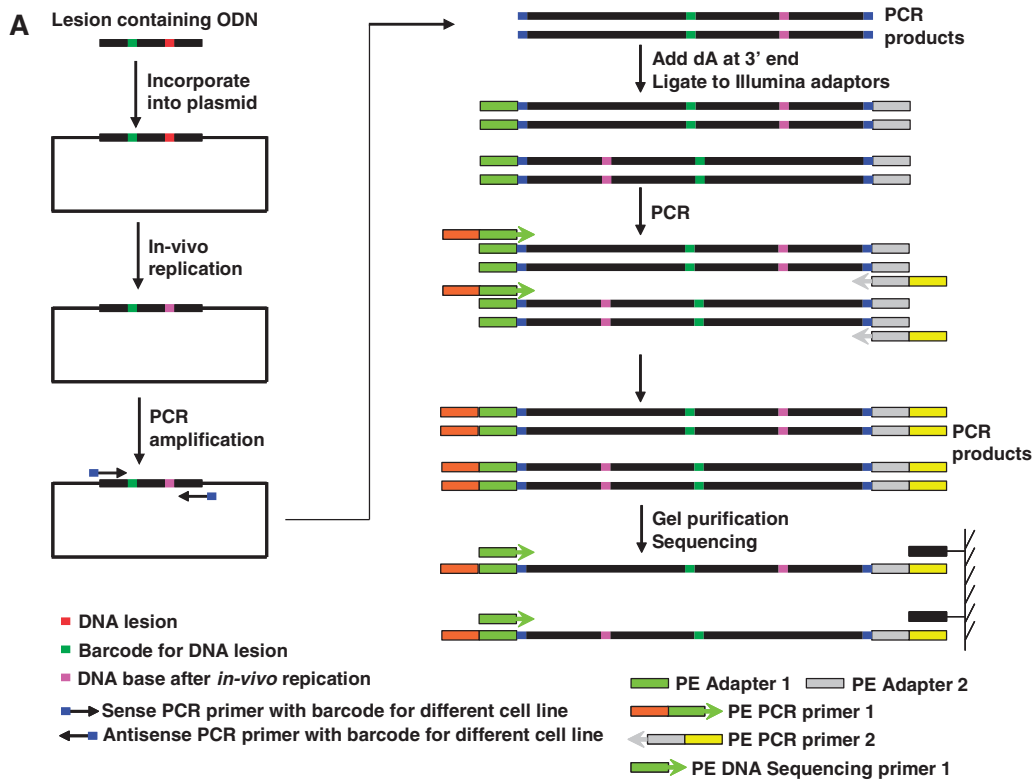 A
Lesion containing ODN
Incorporate
into plasmid
In-vivo
replication
PCR
amplification
PCR
products
Add dA at 3' end
Ligate to Illumina adaptors
PCR
PCR
products
Gel purification
Sequencing
DNA lesion
Barcode for DNA lesion
DNA base after in-vivo repication
Sense PCR primer with barcode for different cell line
Antisense PCR primer with barcode for different cell line
PE Adapter 1
PE Adapter 2
PE PCR primer 1
PE PCR primer 2
PE DNA Sequencing primer 1